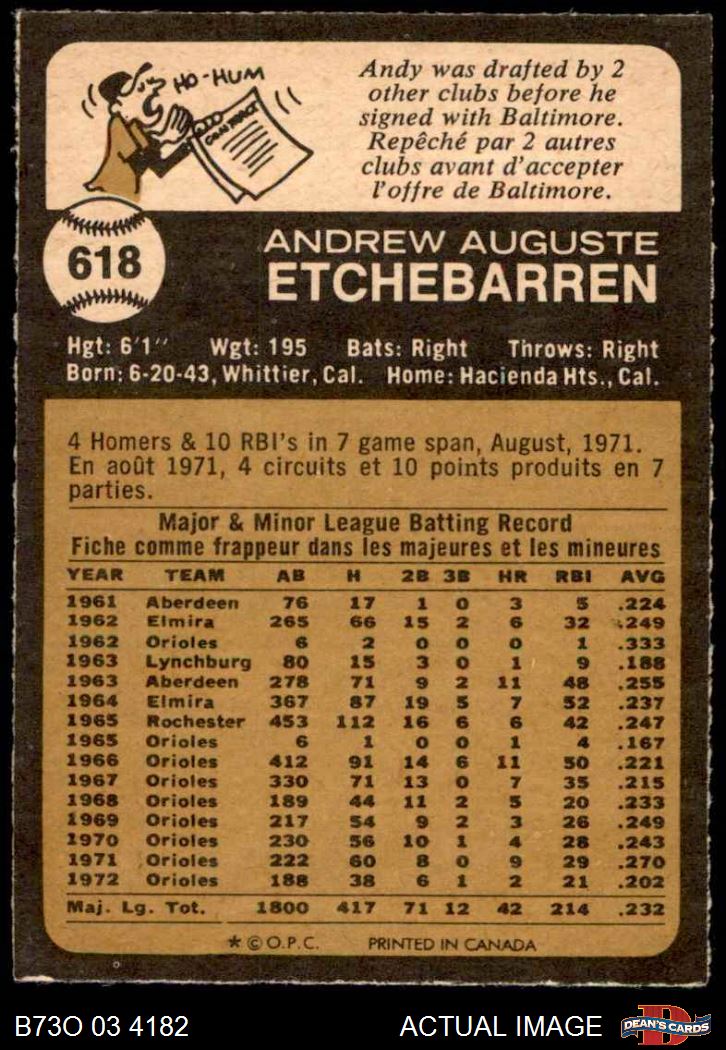 HO-HUM
CONTRACT
Andy was drafted by 2
other clubs before he
signed with Baltimore.
Repêché par 2 autres
clubs avant d'accepter
l'offre de Baltimore.
618
ANDREW AUGUSTE
ETCHEBARREN
Hgt: 6'1" Wgt: 195 Bats: Right Throws: Right
Born: 6-20-43, Whittier, Cal. Home: Hacienda Hts., Cal.
4 Homers & 10 RBI's in 7 game span, August, 1971.
En août 1971, 4 circuits et 10 points produits en 7
parties.
Major & Minor League Batting Record
Fiche comme frappeur dans les majeures et les mineures
YEAR TEAM AB H 2B 3B HR RBI AVG
1961 Aberdeen 76 17 1 0 3 5 .224
1962 Elmira 265 66 15 2 6 32 .249
1962 Orioles 6 2 0 0 0 1 .333
1963 Lynchburg 80 15 3 0 1 9 .188
1963 Aberdeen 278 71 9 2 11 48 .255
1964 Elmira 367 87 19 5 7 52 .237
1965 Rochester 453 112 16 6 6 42 .247
1965 Orioles 6 1 0 0 1 4 .167
1966 Orioles 412 91 14 6 11 50 .221
1967 Orioles 330 71 13 0 7 35 .215
1968 Orioles 189 44 11 2 5 20 .233
1969 Orioles 217 54 9 2 3 26 .249
1970 Orioles 230 56 10 1 4 28 .243
1971 Orioles 222 60 8 0 9 29 .270
1972 Orioles 188 38 6 1 2 21 .202
Maj. Lg. Tot. 1800 417 71 12 42 214 .232
* © O.P.C. PRINTED IN CANADA
B73O 03 4182 ACTUAL IMAGE
D
DEAN'S CARDS